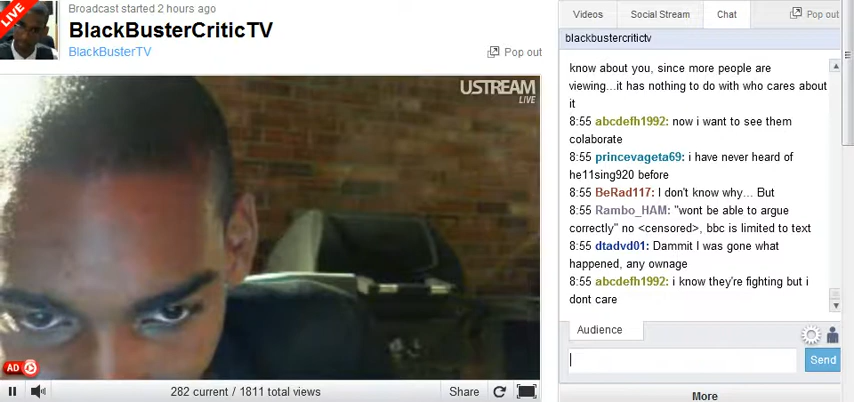 LIVE
Broadcast started 2 hours ago
BlackBusterCriticTV
BlackBusterTV
Pop out
USTREAM
LIVE
AD
282 current / 1811 total views
Share
Videos
Social Stream
Chat
Pop out
blackbustercritictv
know about you, since more people are
viewing...it has nothing to do with who cares about
it
8:55 abcdefh1992: now i want to see them
colaborate
8:55 princevageta69: i have never heard of
he11sing920 before
8:55 BeRad117: I don't know why... But
8:55 Rambo_HAM: "wont be able to argue
correctly" no <censored>, bbc is limited to text
8:55 dtadvd01: Dammit I was gone what
happened, any ownage
8:55 abcdefh1992: i know they're fighting but i
dont care
Audience
Send
More